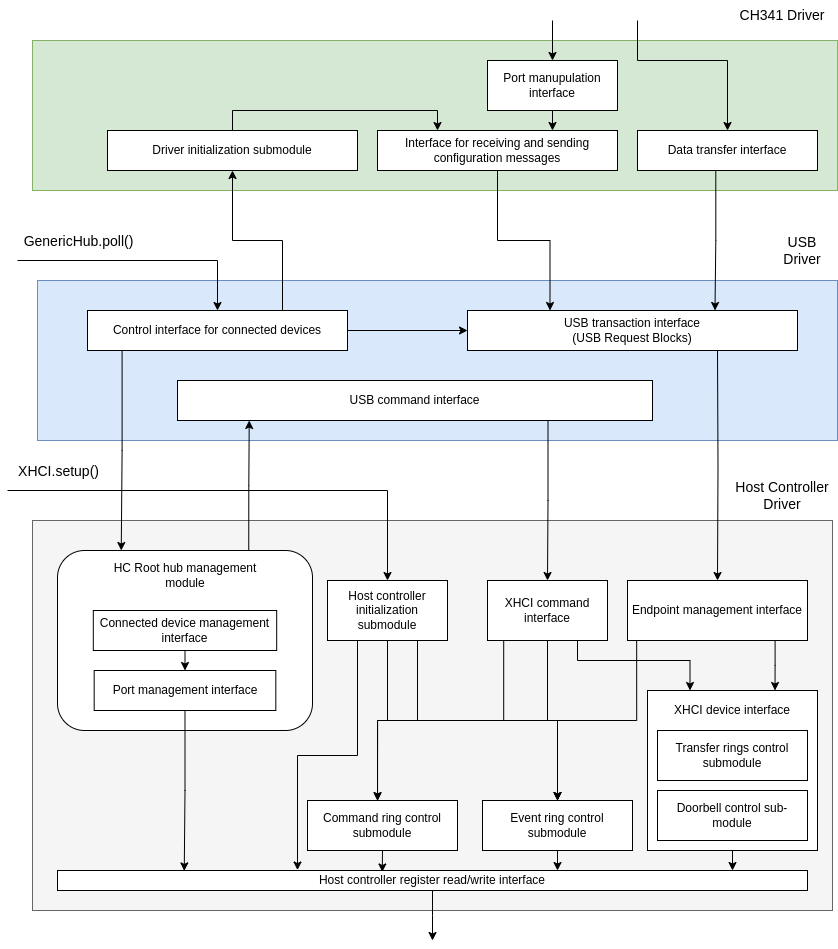 CH341 Driver
Port manupulation
interface
Driver initialization submodule
Interface for receiving and sending
configuration messages
Data transfer interface
GenericHub.poll()
USB
Driver
Control interface for connected devices
USB transaction interface
(USB Request Blocks)
USB command interface
XHCI.setup()
Host Controller
Driver
HC Root hub management
module
Connected device management
interface
Port management interface
Host controller
initialization
submodule
XHCI command
interface
Endpoint management interface
XHCI device interface
Transfer rings control
submodule
Doorbell control sub-
module
Command ring control
submodule
Event ring control
submodule
Host controller register read/write interface